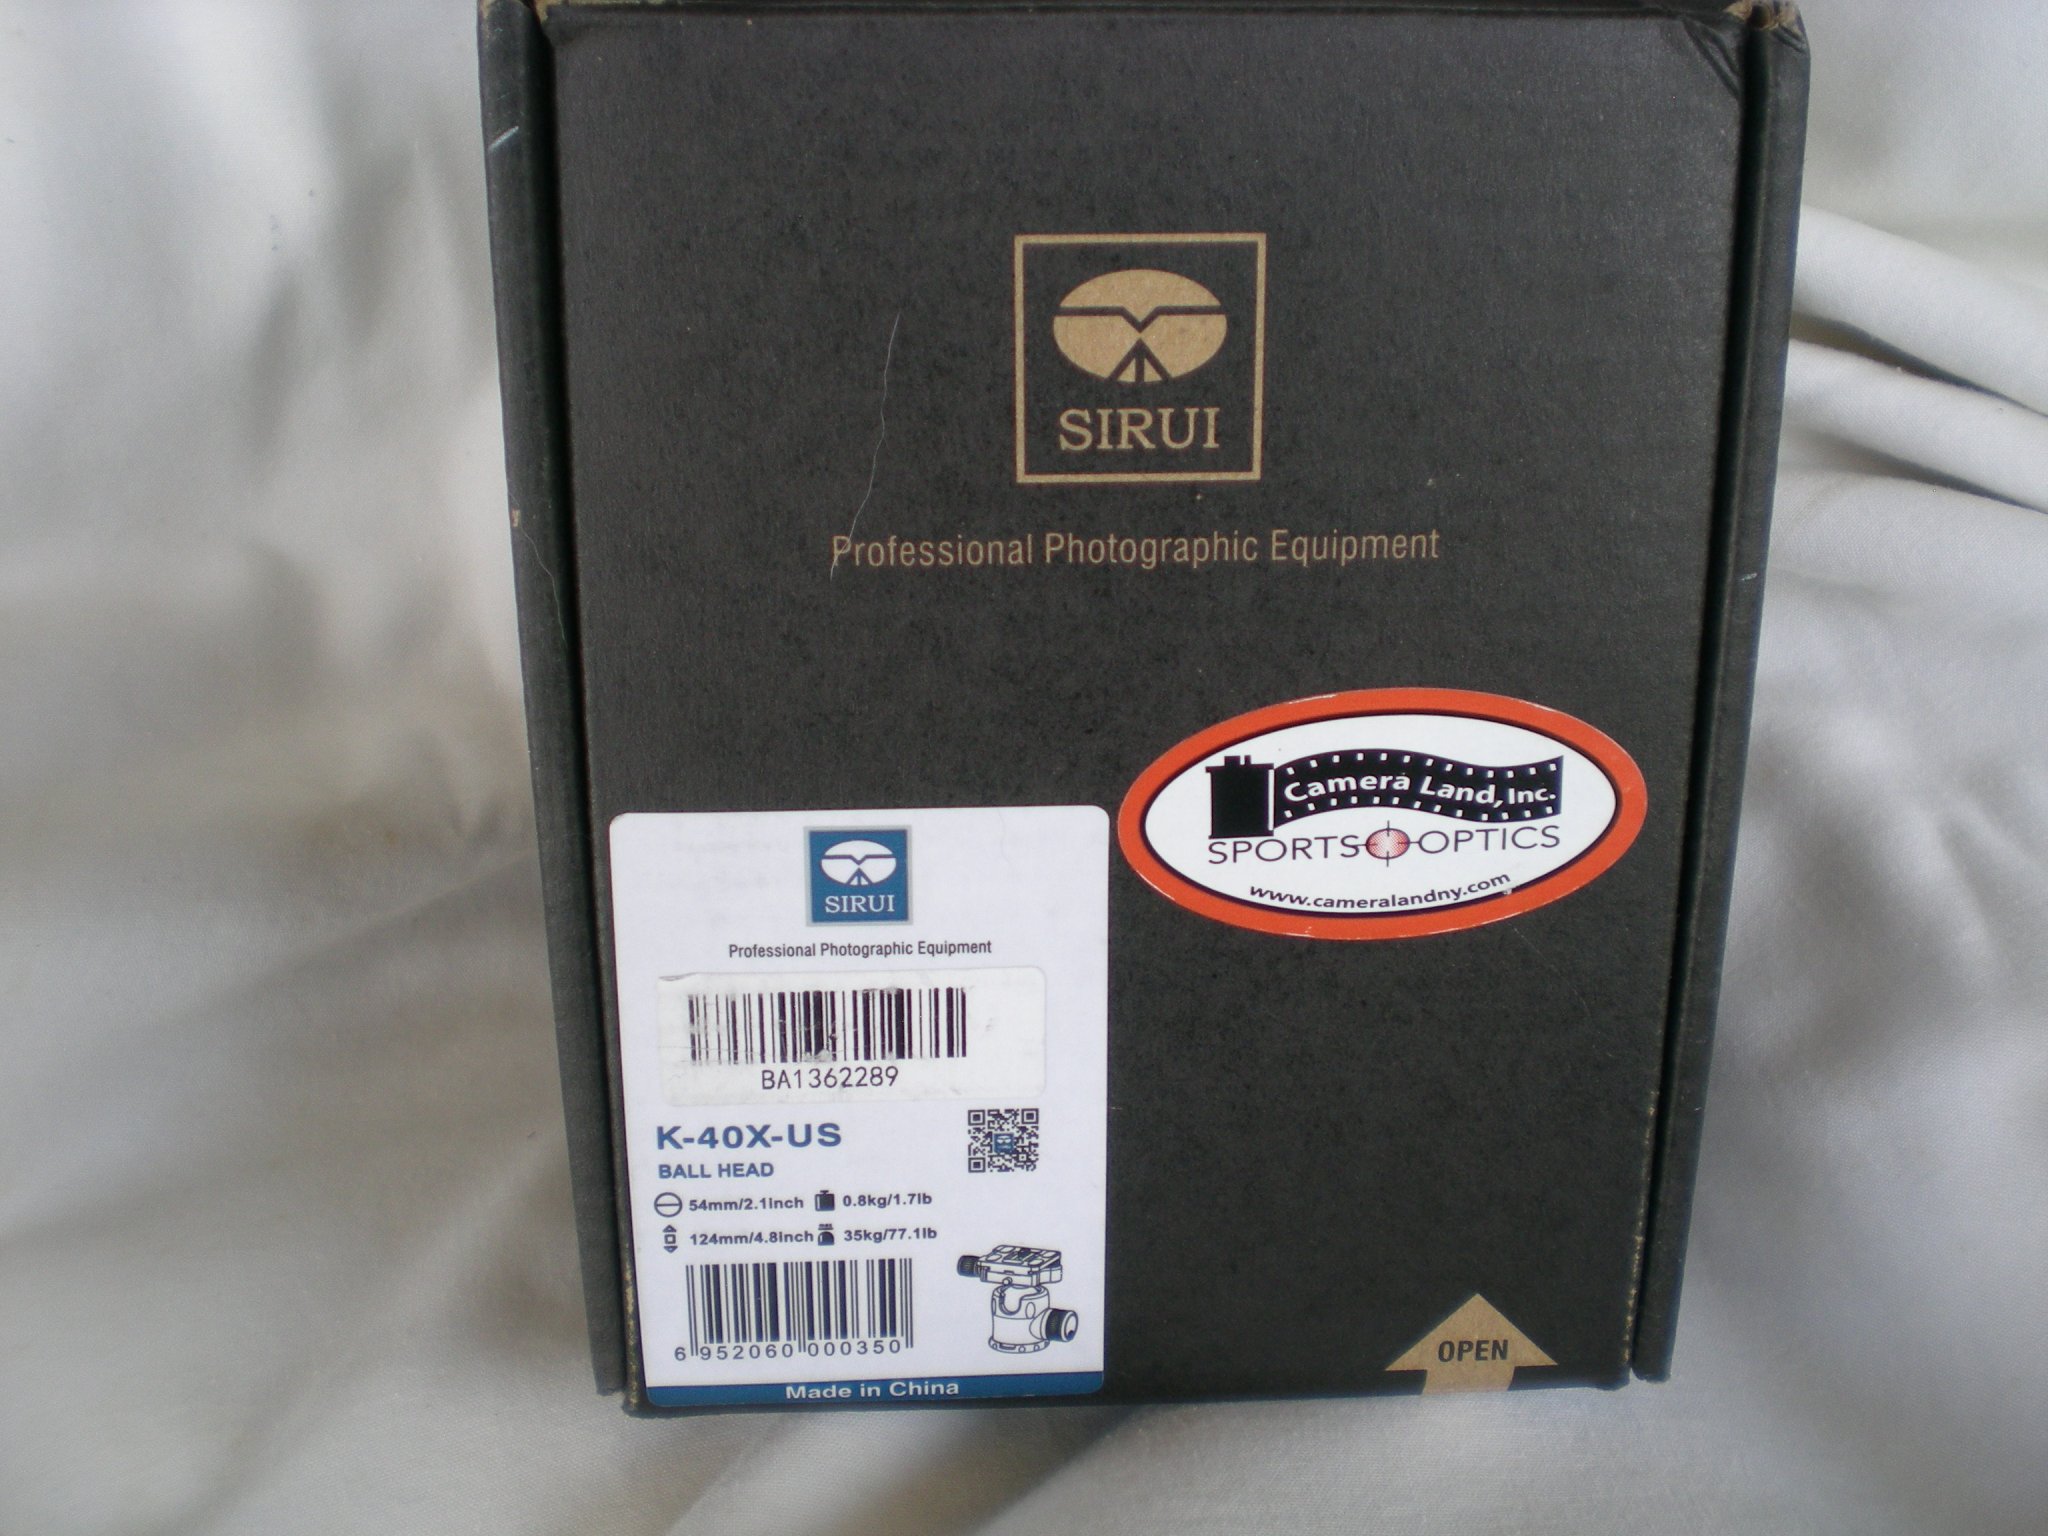 SIRUI
Professional Photographic Equipment
Camera Land, Inc.
SPORTS OPTICS
www.cameralandny.com
SIRUI
Professional Photographic Equipment
BA1362289
K-40X-US
BALL HEAD
54mm/2.1inch 0.8kg/1.7lb
124mm/4.8inch 35kg/77.1lb
6 952060 000350
Made in China
OPEN